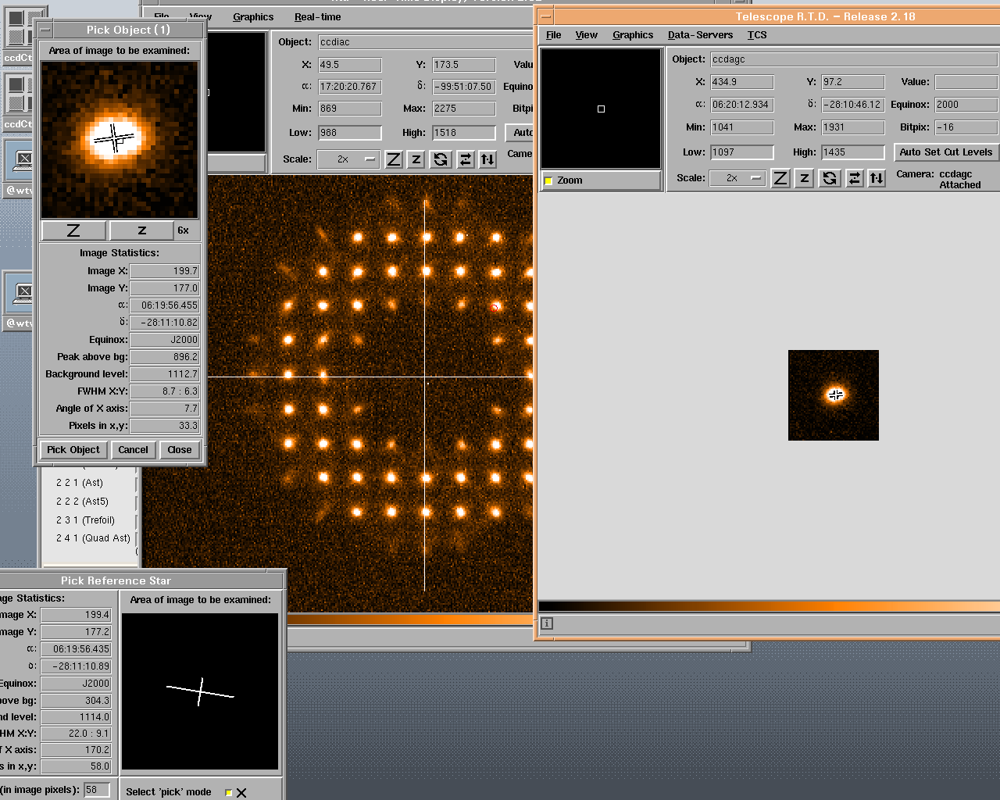 ccdCt
ccdCt
@wtv
@wtv
Pick Object (1)
Area of image to be examined:
Z z 6x
Image Statistics:
Image X: 199.7
Image Y: 177.0
α: 06:19:56.455
δ: -28:11:10.82
Equinox: J2000
Peak above bg: 896.2
Background level: 1112.7
FWHM X:Y: 8.7 : 6.3
Angle of X axis: 7.7
Pixels in x,y: 33.3
Pick Object Cancel Close
2 2 1 (Ast)
2 2 2 (Ast5)
2 3 1 (Trefoil)
2 4 1 (Quad Ast)
File View Graphics Real-time
Object: ccdiac
X: 49.5 Y: 173.5 Valu
α: 17:20:20.767 δ: -99:51:07.50 Equino
Min: 869 Max: 2275 Bitpi
Low: 988 High: 1518 Auto
Scale: 2x Z z Came
Telescope R.T.D. - Release 2.18
File View Graphics Data-Servers TCS
Object: ccdagc
X: 434.9 Y: 97.2 Value:
α: 06:20:12.934 δ: -28:10:46.12 Equinox: 2000
Min: 1041 Max: 1931 Bitpix: -16
Low: 1097 High: 1435 Auto Set Cut Levels
Zoom
Scale: 2x Z z Camera: ccdagc
Attached
Pick Reference Star
age Statistics:
mage X: 199.4
mage Y: 177.2
α: 06:19:56.435
δ: -28:11:10.89
Equinox: J2000
ove bg: 304.3
nd level: 1114.0
HM X:Y: 22.0 : 9.1
f X axis: 170.2
s in x,y: 58.0
(in image pixels): 58
Area of image to be examined:
Select 'pick' mode